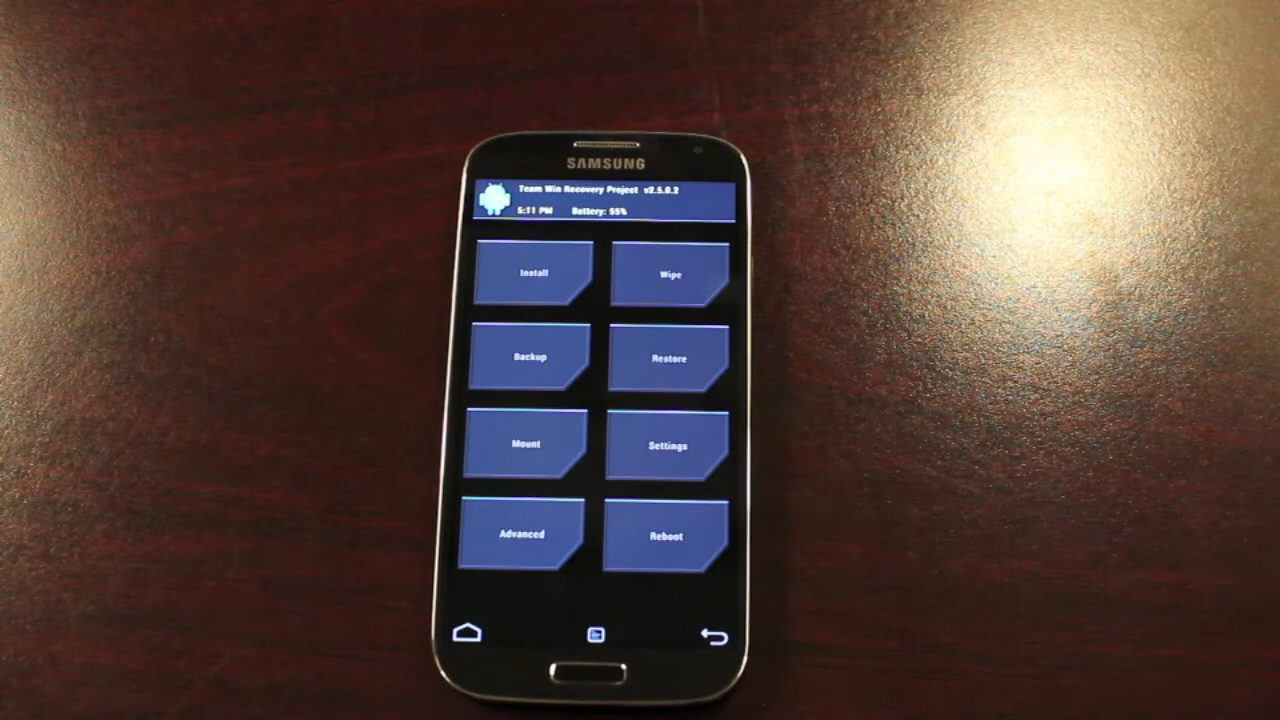 SAMSUNG
Team Win Recovery Project v2.5.0.2
5:11 PM Battery: 55%
Install Wipe
Backup Restore
Mount Settings
Advanced Reboot